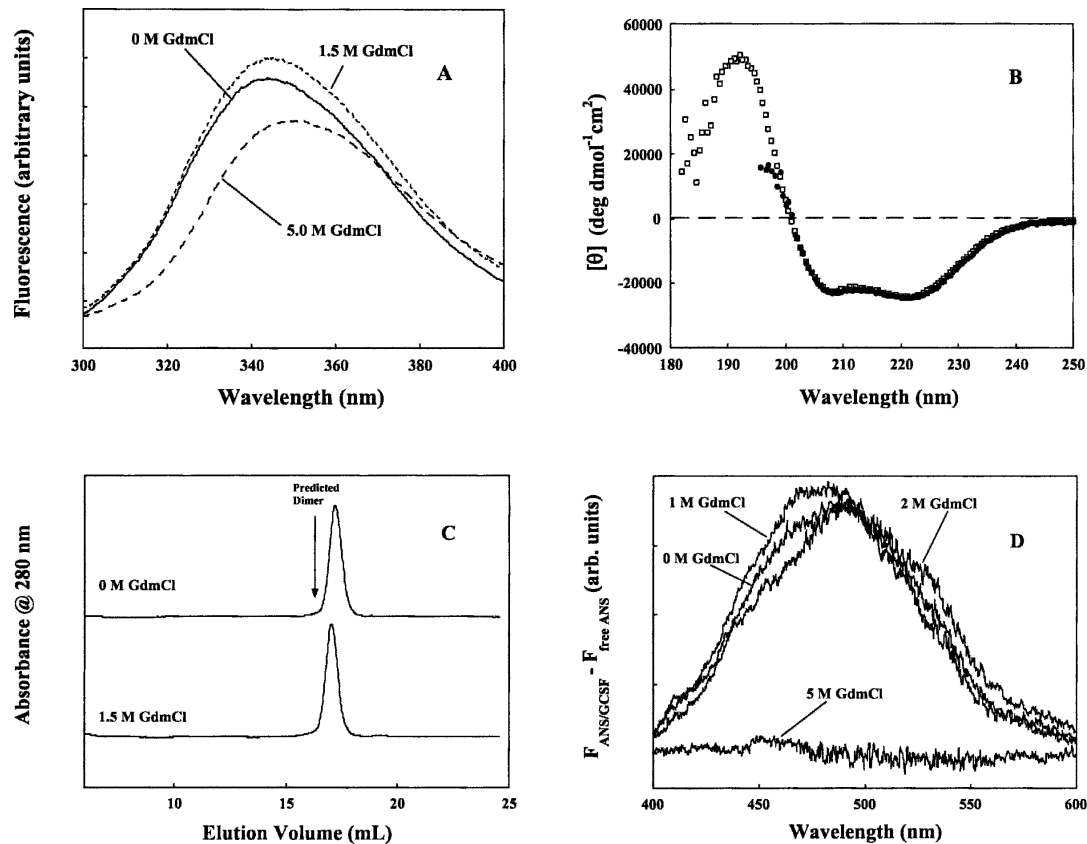 0 M GdmCl
1.5 M GdmCl
A
5.0 M GdmCl
Fluorescence (arbitrary units)
300 320 340 360 380 400
Wavelength (nm)
B
60000
40000
20000
0
-20000
-40000
[θ] (deg dmol⁻¹cm²)
180 190 200 210 220 230 240 250
Wavelength (nm)
Predicted
Dimer
C
0 M GdmCl
1.5 M GdmCl
Absorbance @ 280 nm
10 15 20 25
Elution Volume (mL)
1 M GdmCl
2 M GdmCl
0 M GdmCl
D
5 M GdmCl
F ANS/GCSF - F free ANS (arb. units)
400 450 500 550 600
Wavelength (nm)